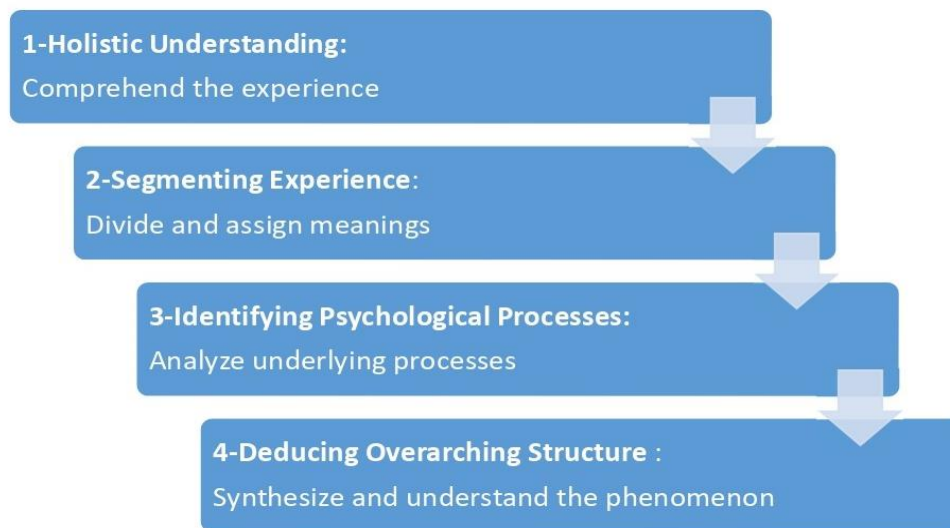 1-Holistic Understanding:
Comprehend the experience
2-Segmenting Experience:
Divide and assign meanings
3-Identifying Psychological Processes:
Analyze underlying processes
4-Deducing Overarching Structure :
Synthesize and understand the phenomenon